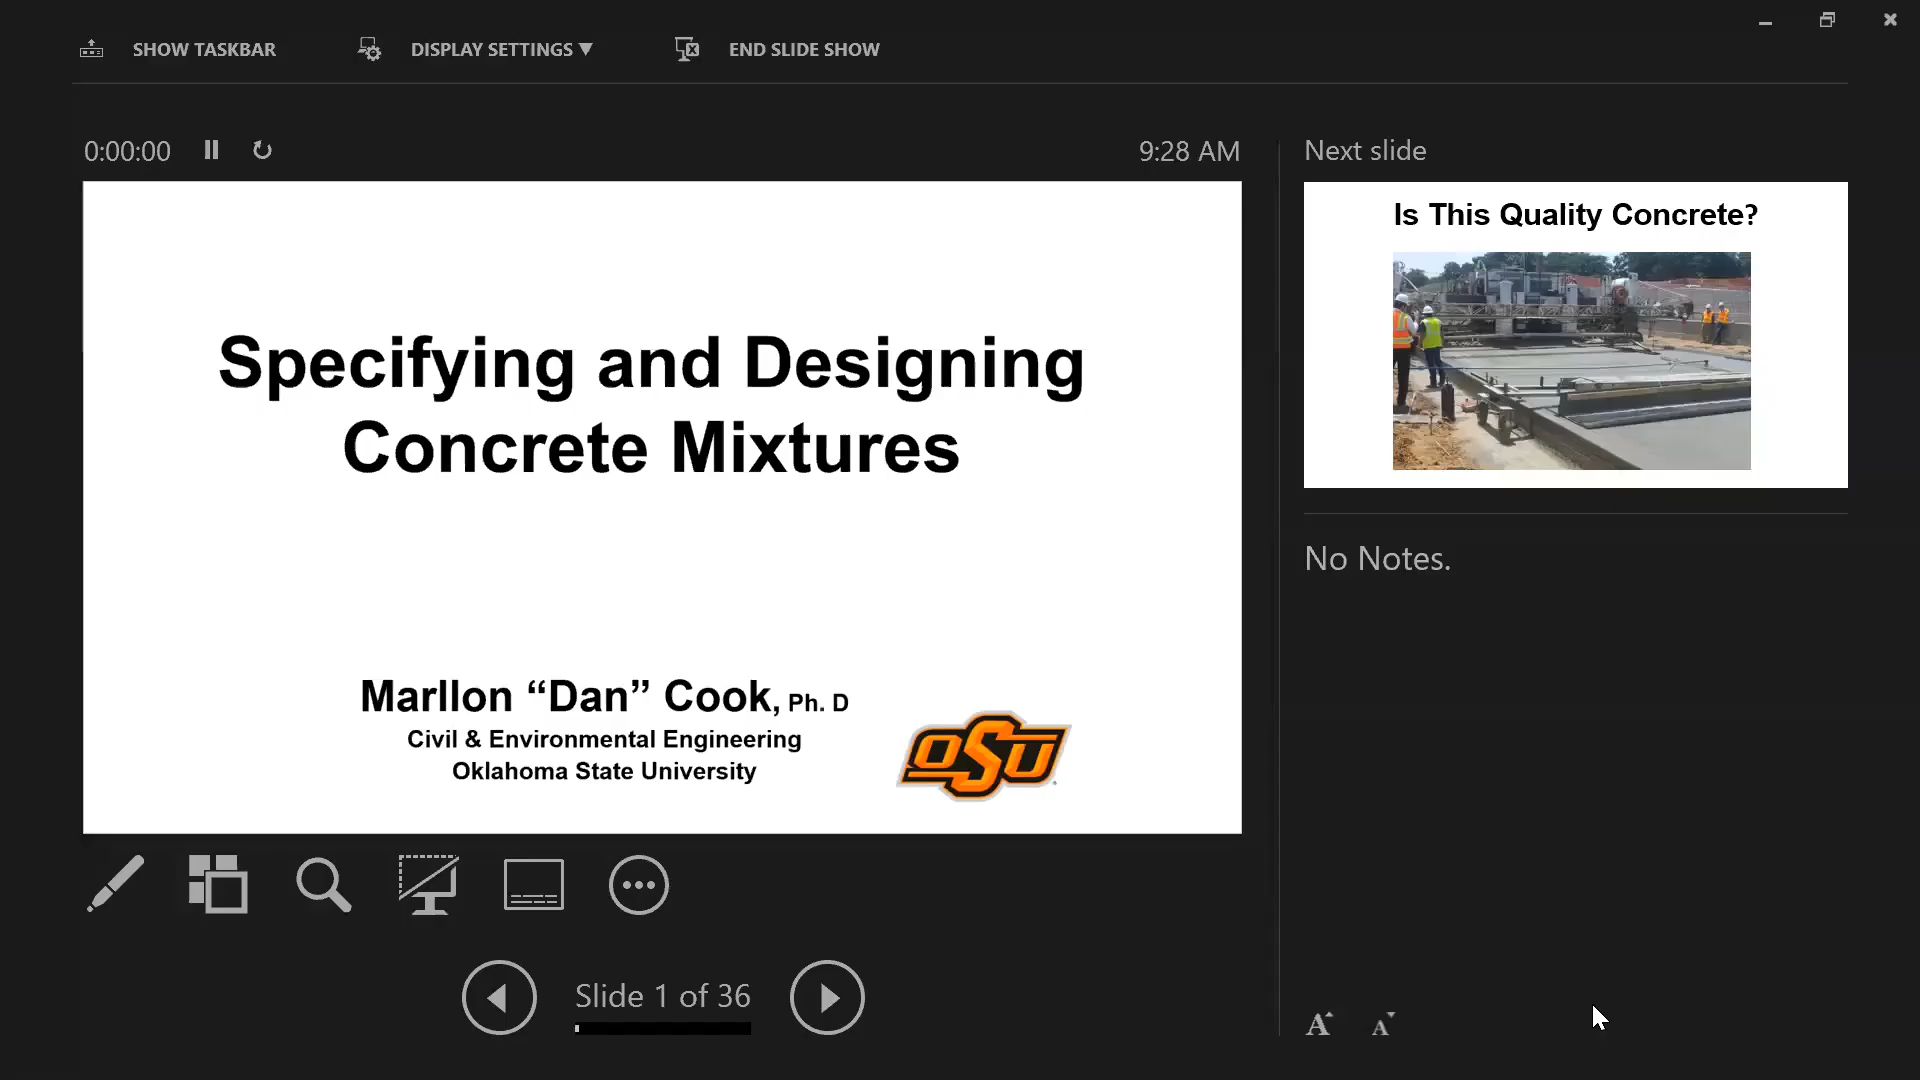 SHOW TASKBAR
DISPLAY SETTINGS ▼
END SLIDE SHOW
0:00:00
9:28 AM
Specifying and Designing
Concrete Mixtures
Marllon “Dan” Cook, Ph. D
Civil & Environmental Engineering
Oklahoma State University
OSU
Next slide
Is This Quality Concrete?
No Notes.
Slide 1 of 36
A
A